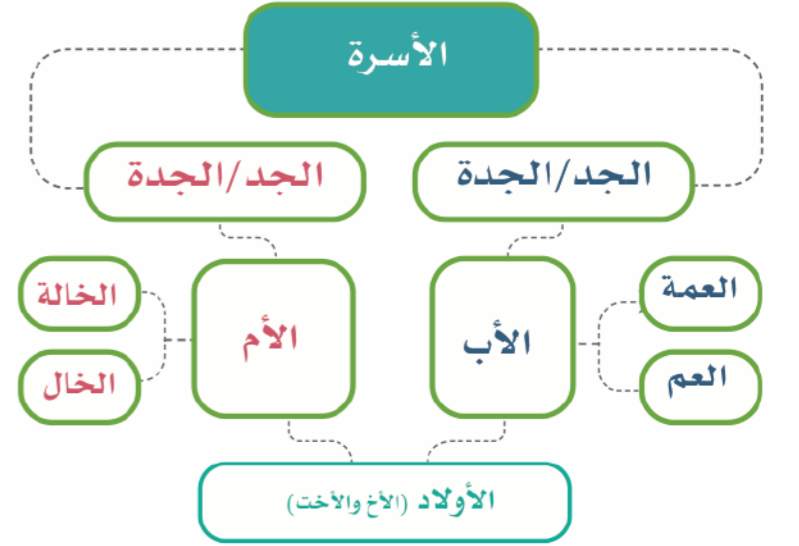 الأسرة
الجد/الجدة
الجد/الجدة
العمة
العم
الأب
الأم
الخالة
الخال
الأولاد (الأخ والأخت)